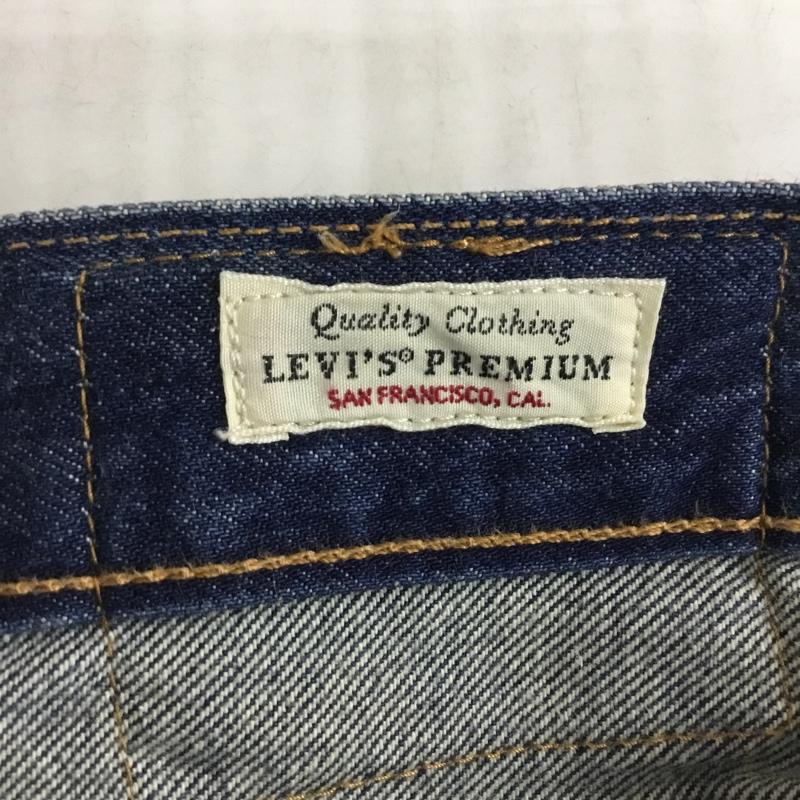 Quality Clothing
LEVI'S® PREMIUM
SAN FRANCISCO, CAL.